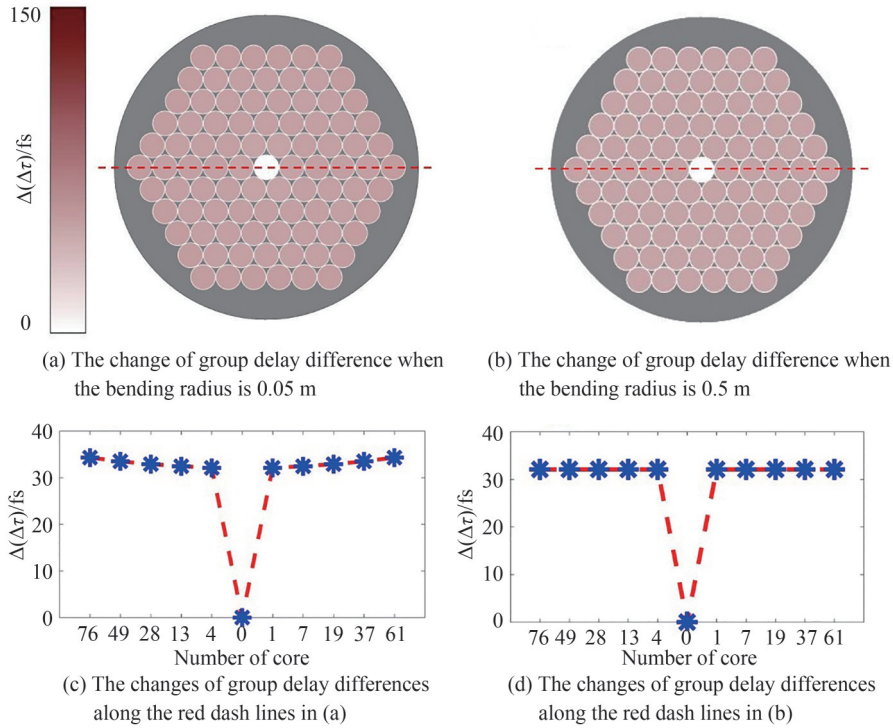 150
Δ(Δτ)/fs
0
(a) The change of group delay difference when
the bending radius is 0.05 m
(b) The change of group delay difference when
the bending radius is 0.5 m
40
30
20
10
0
Δ(Δτ)/fs
76 49 28 13 4 0 1 7 19 37 61
Number of core
(c) The changes of group delay differences
along the red dash lines in (a)
40
30
20
10
0
Δ(Δτ)/fs
76 49 28 13 4 0 1 7 19 37 61
Number of core
(d) The changes of group delay differences
along the red dash lines in (b)